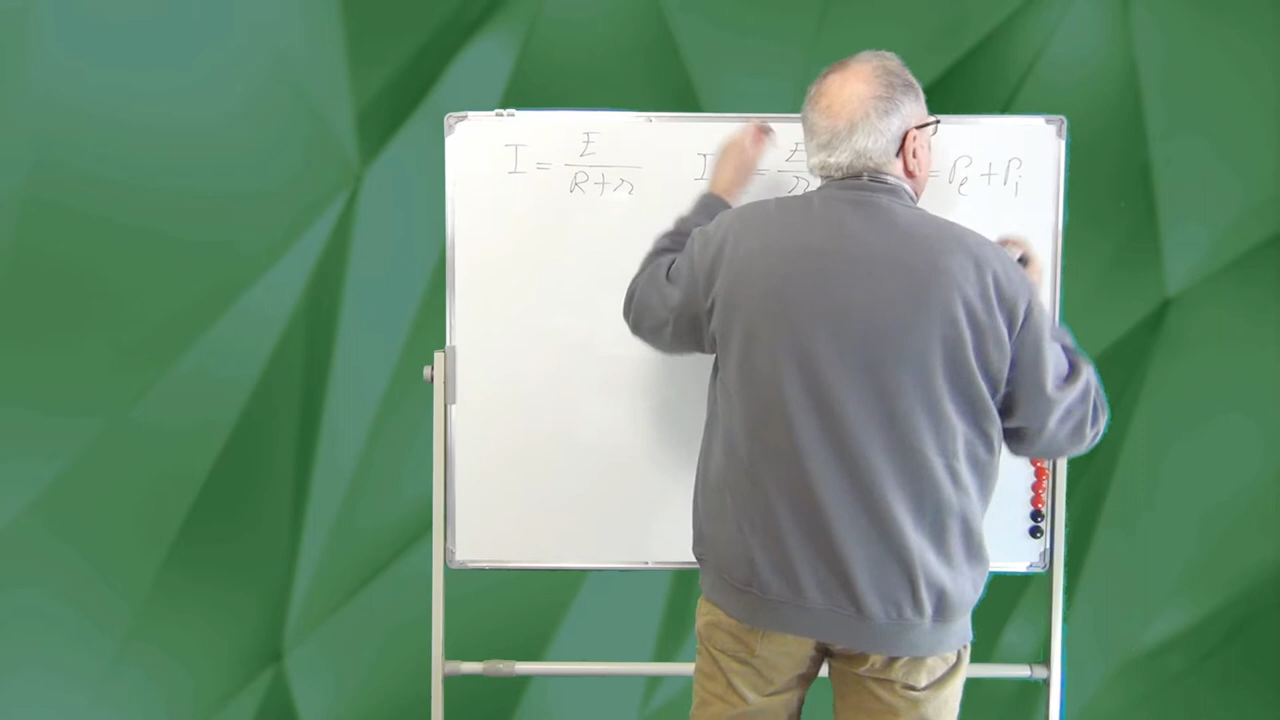 I = E / (R + r) I = E / r = P_e + P_i